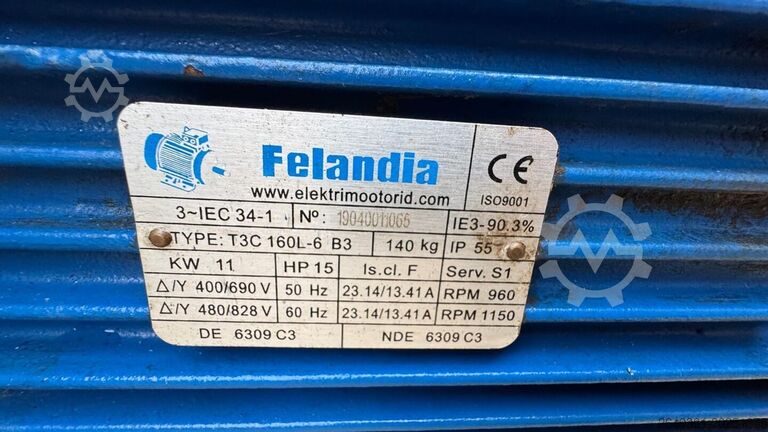 Felandia
www.elektrimootorid.com
CE
ISO9001
3~IEC 34-1 Nº: 19040011065 IE3-90.3%
TYPE: T3C 160L-6 B3 140 kg IP 55
KW 11 HP 15 Is.cl. F Serv. S1
△/Y 400/690 V 50 Hz 23.14/13.41 A RPM 960
△/Y 480/828 V 60 Hz 23.14/13.41 A RPM 1150
DE 6309 C3 NDE 6309 C3